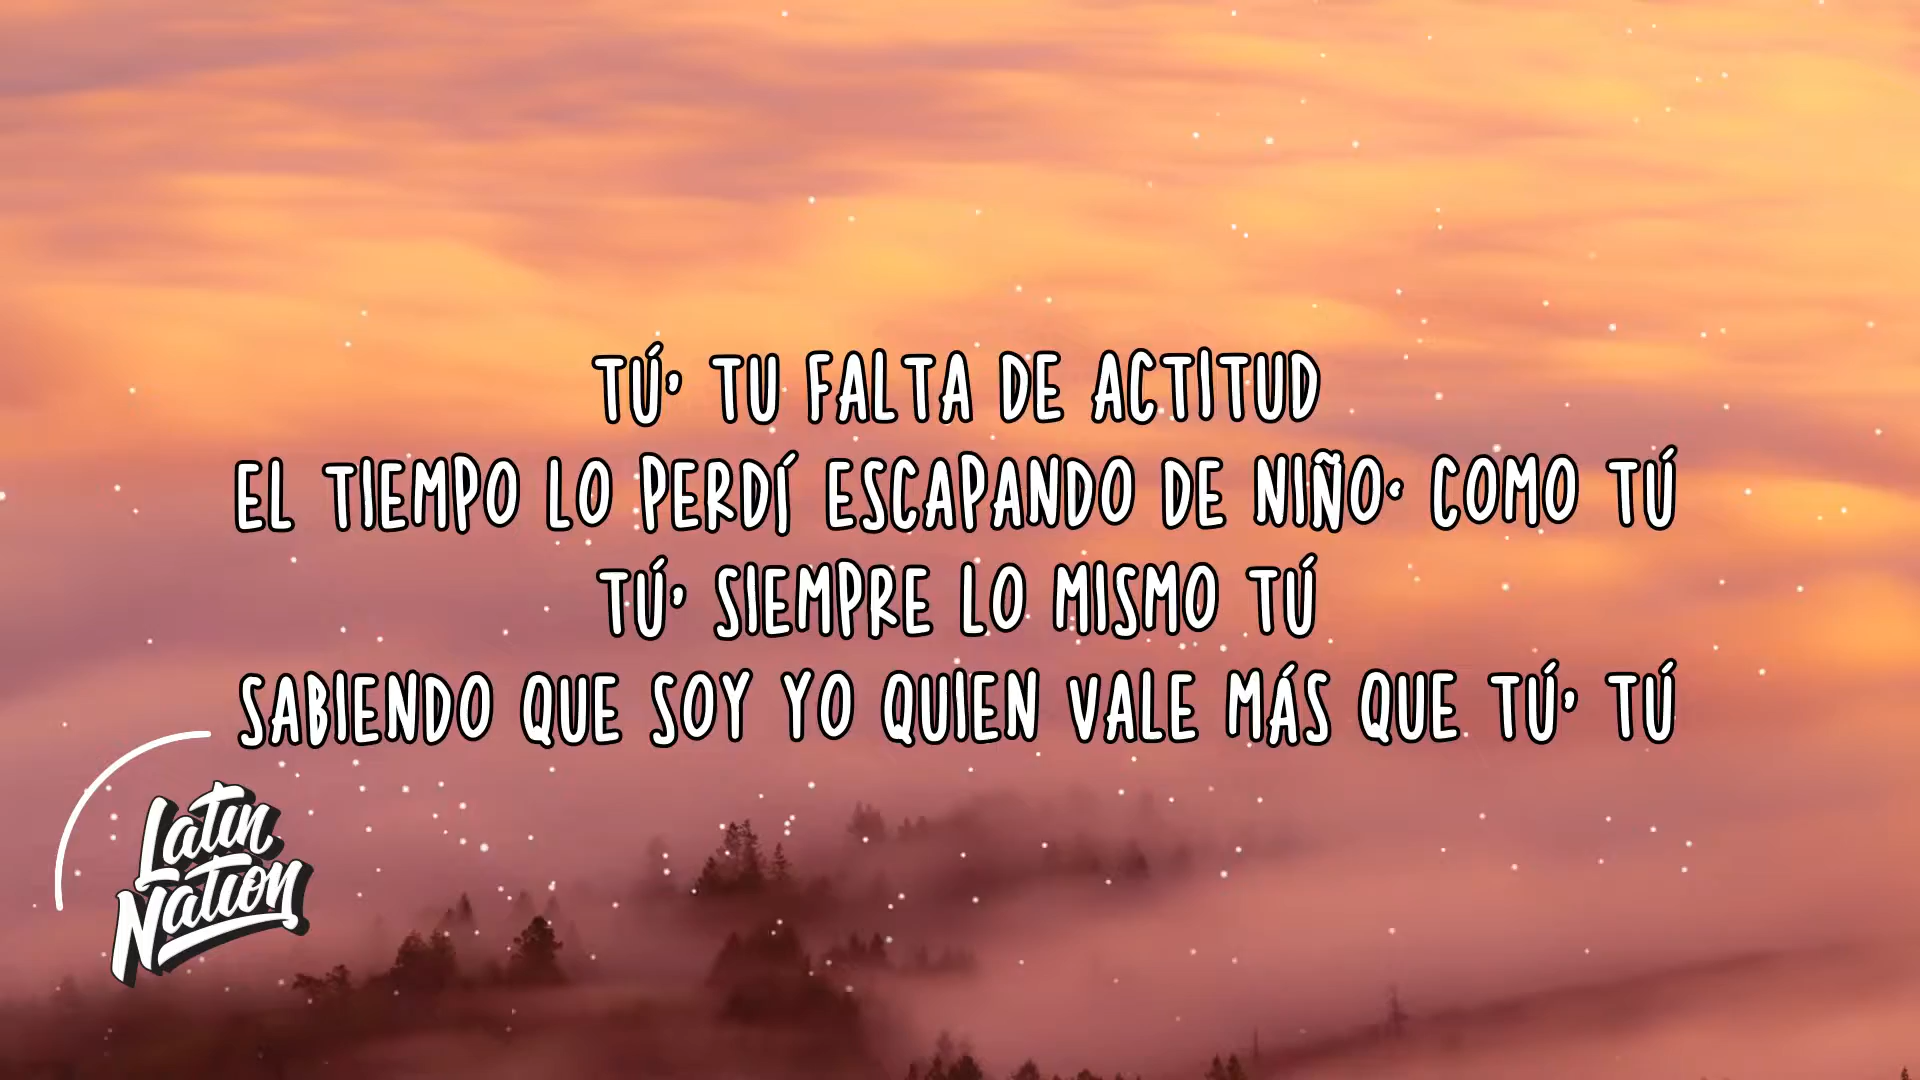 TÚ, TU FALTA DE ACTITUD
EL TIEMPO LO PERDÍ ESCAPANDO DE NIÑO. COMO TÚ
TÚ, SIEMPRE LO MISMO TÚ
SABIENDO QUE SOY YO QUIEN VALE MÁS QUE TÚ, TÚ
Latin
Nation